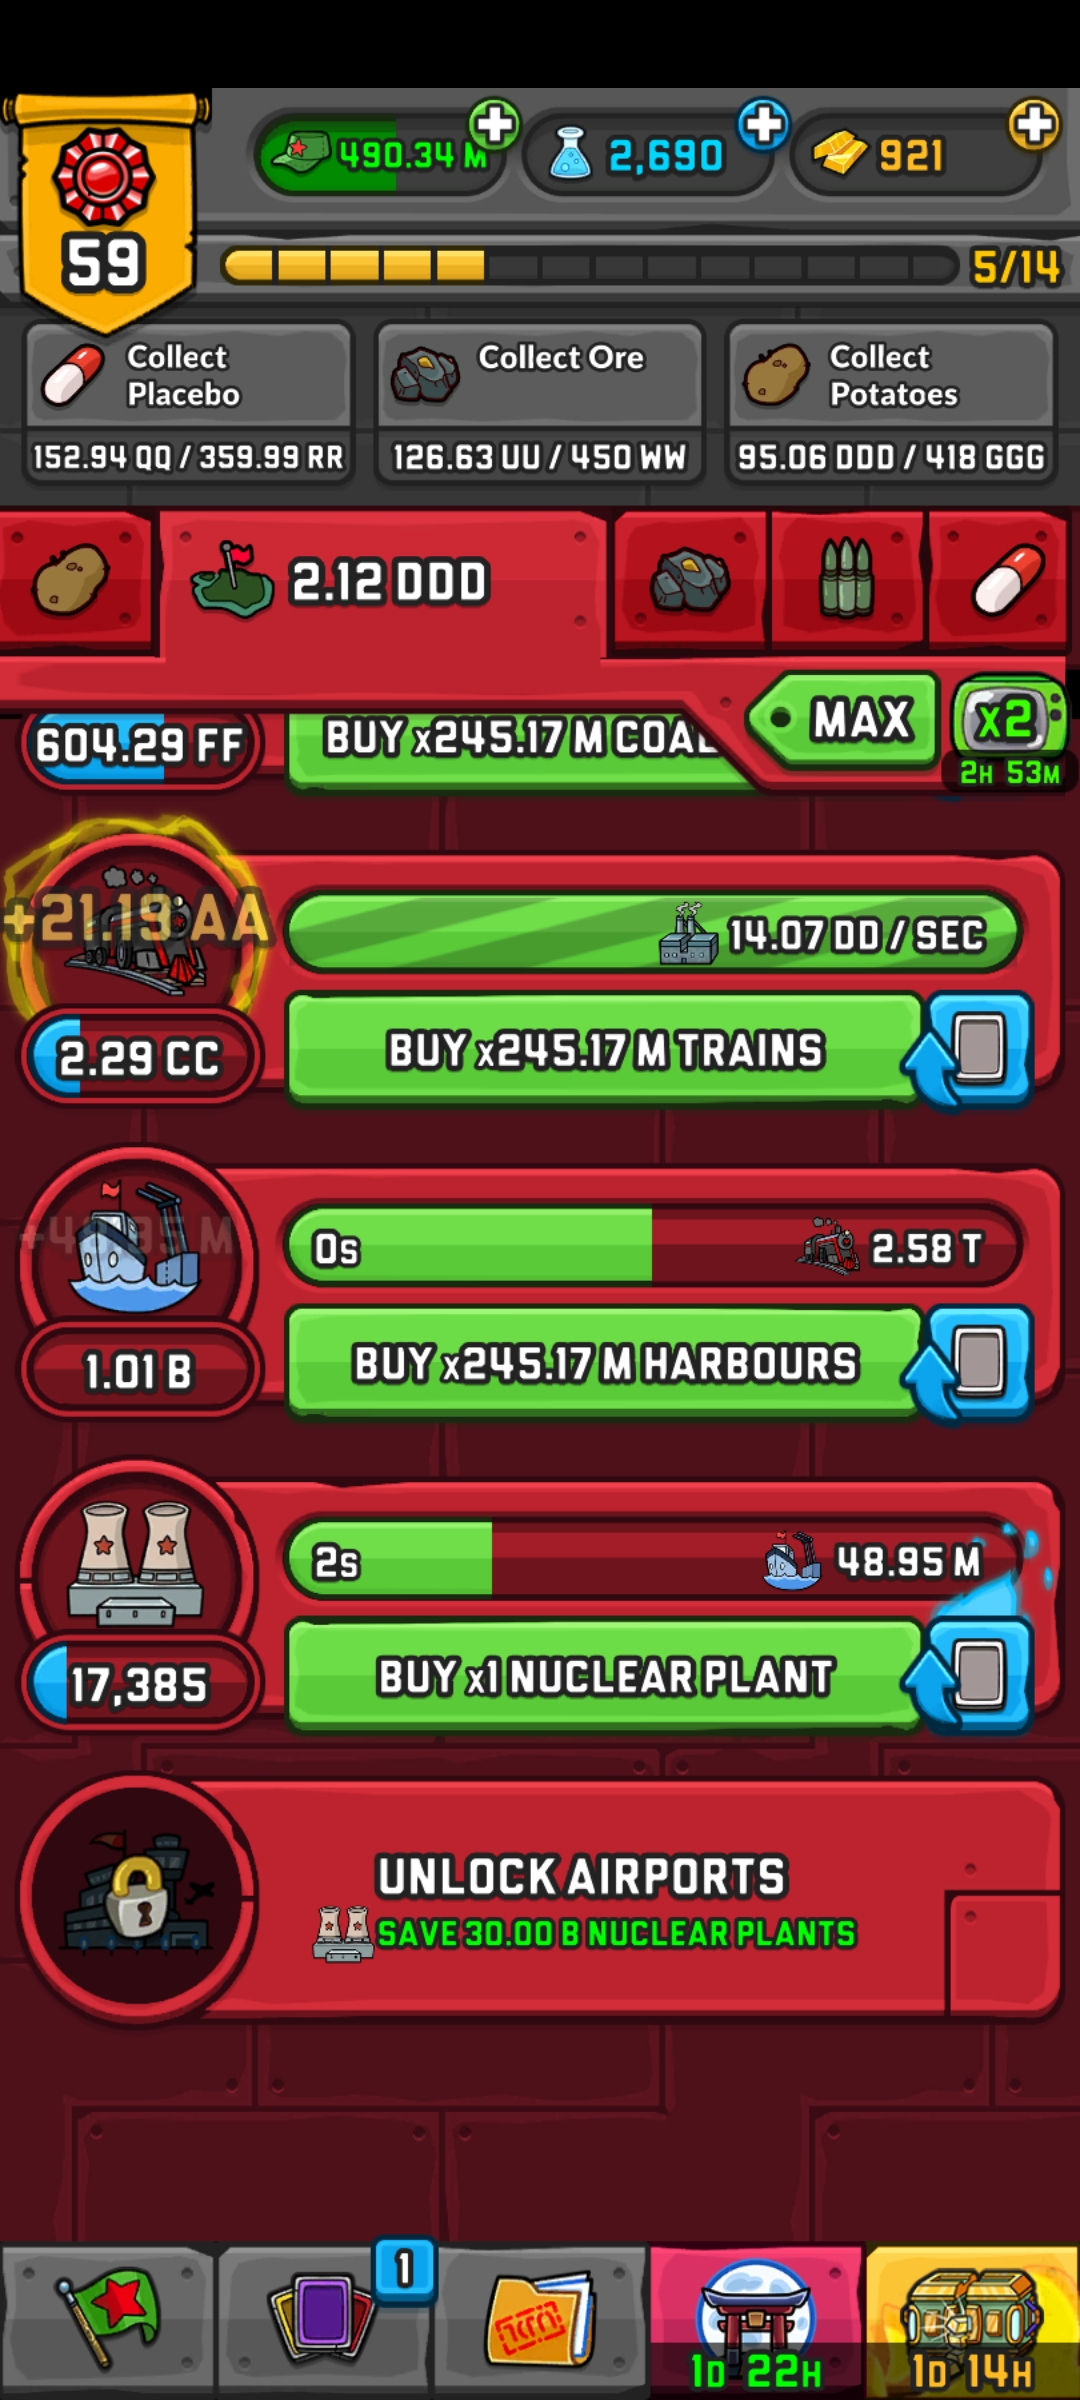 490.34 M
2,690
921
59
5/14
Collect Placebo
152.94 QQ / 359.99 RR
Collect Ore
126.63 UU / 450 WW
Collect Potatoes
95.06 DDD / 418 GGG
2.12 DDD
MAX
x2
2H 53M
604.29 FF
BUY x245.17 M COAL
+21.19 AA
14.07 DD / SEC
2.29 CC
BUY x245.17 M TRAINS
0s
2.58 T
1.01 B
BUY x245.17 M HARBOURS
2s
48.95 M
17,385
BUY x1 NUCLEAR PLANT
UNLOCK AIRPORTS
SAVE 30.00 B NUCLEAR PLANTS
1
1D 22H
1D 14H